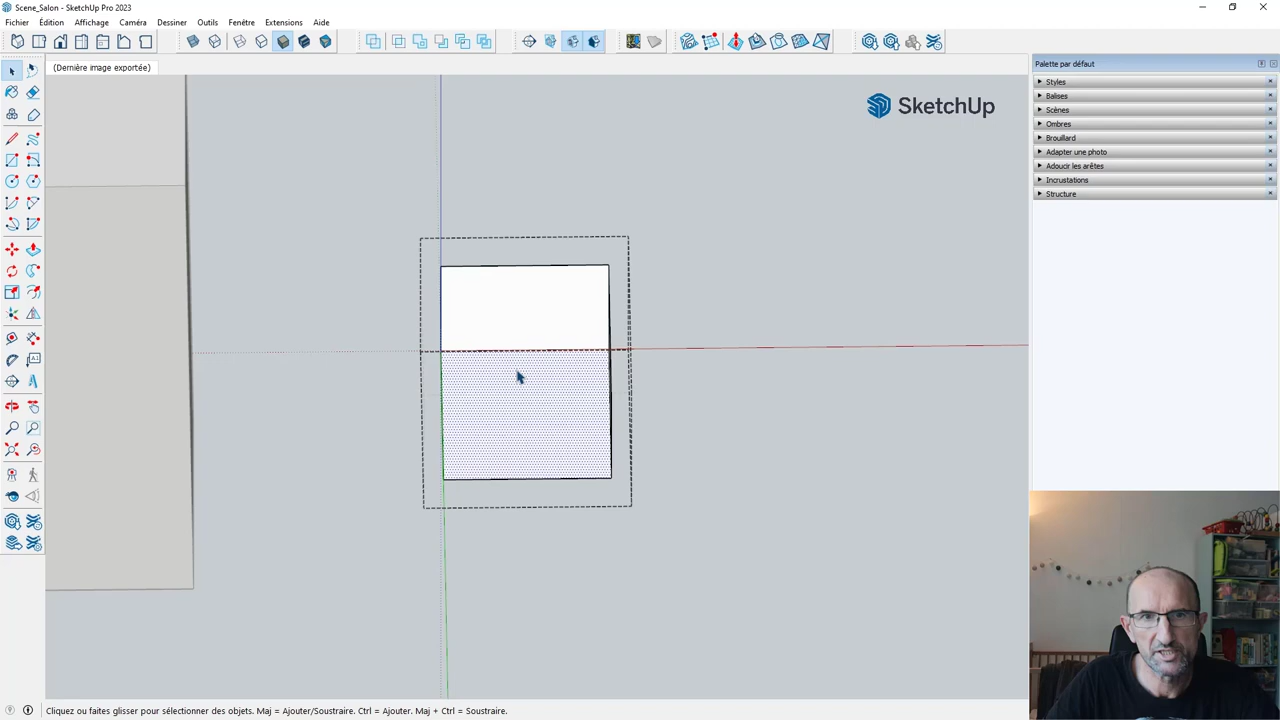 Scene_Salon - SketchUp Pro 2023
Fichier Édition Affichage Caméra Dessiner Outils Fenêtre Extensions Aide
(Dernière image exportée)
Palette par défaut
Styles
Balises
Scènes
Ombres
Brouillard
Adapter une photo
Adoucir les arêtes
Incrustations
Structure
SketchUp
Cliquez ou faites glisser pour sélectionner des objets. Maj = Ajouter/Soustraire. Ctrl = Ajouter. Maj + Ctrl = Soustraire.